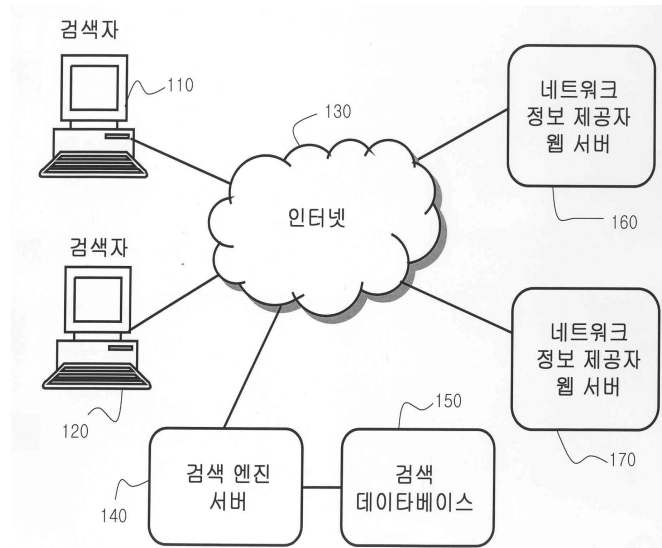 검색자
110
130
네트워크
정보 제공자
웹 서버
160
인터넷
검색자
120
네트워크
정보 제공자
웹 서버
170
150
검색 엔진
서버
140
검색
데이타베이스